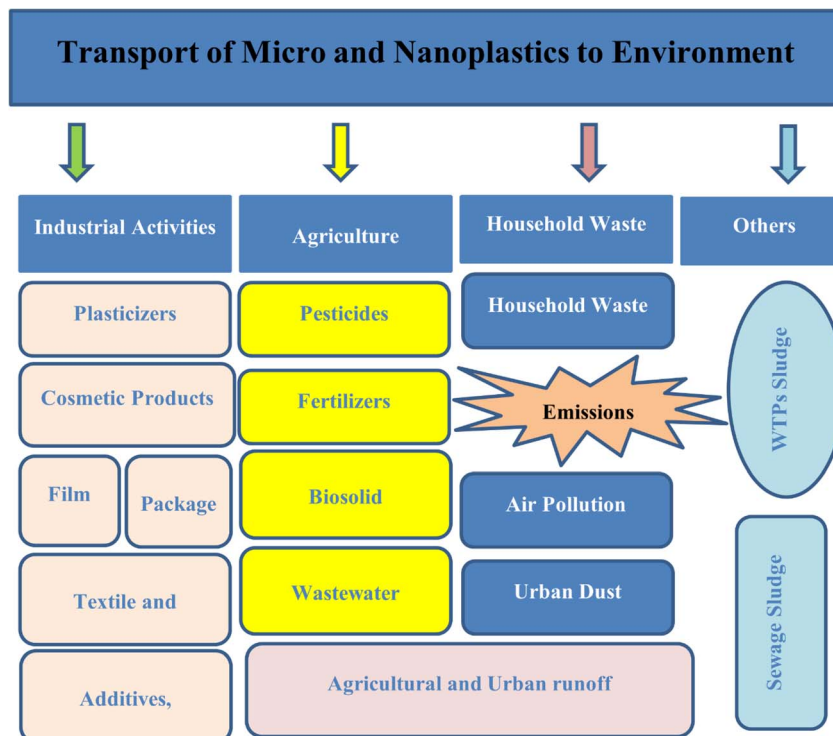 Transport of Micro and Nanoplastics to Environment
Industrial Activities
Agriculture
Household Waste
Others
Plasticizers
Pesticides
Household Waste
WTPs Sludge
Cosmetic Products
Fertilizers
Emissions
Film
Package
Biosolid
Air Pollution
Textile and
Wastewater
Urban Dust
Sewage Sludge
Additives,
Agricultural and Urban runoff